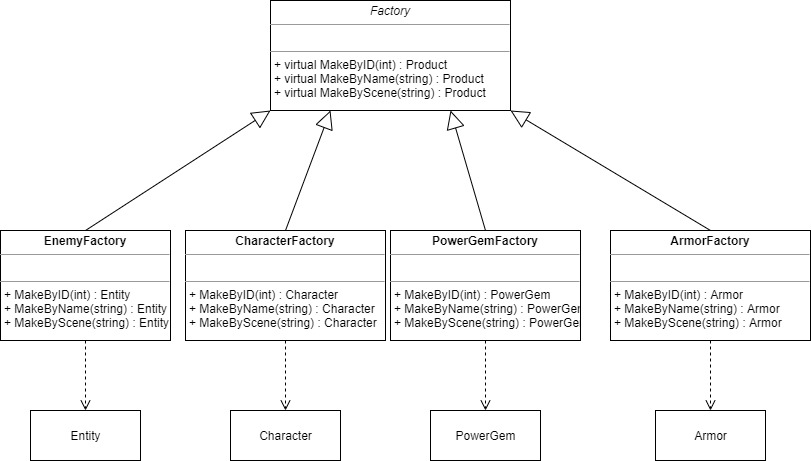 Factory
+ virtual MakeByID(int) : Product
+ virtual MakeByName(string) : Product
+ virtual MakeByScene(string) : Product
EnemyFactory
+ MakeByID(int) : Entity
+ MakeByName(string) : Entity
+ MakeByScene(string) : Entity
CharacterFactory
+ MakeByID(int) : Character
+ MakeByName(string) : Character
+ MakeByScene(string) : Character
PowerGemFactory
+ MakeByID(int) : PowerGem
+ MakeByName(string) : PowerGer
+ MakeByScene(string) : PowerGe
ArmorFactory
+ MakeByID(int) : Armor
+ MakeByName(string) : Armor
+ MakeByScene(string) : Armor
Entity
Character
PowerGem
Armor